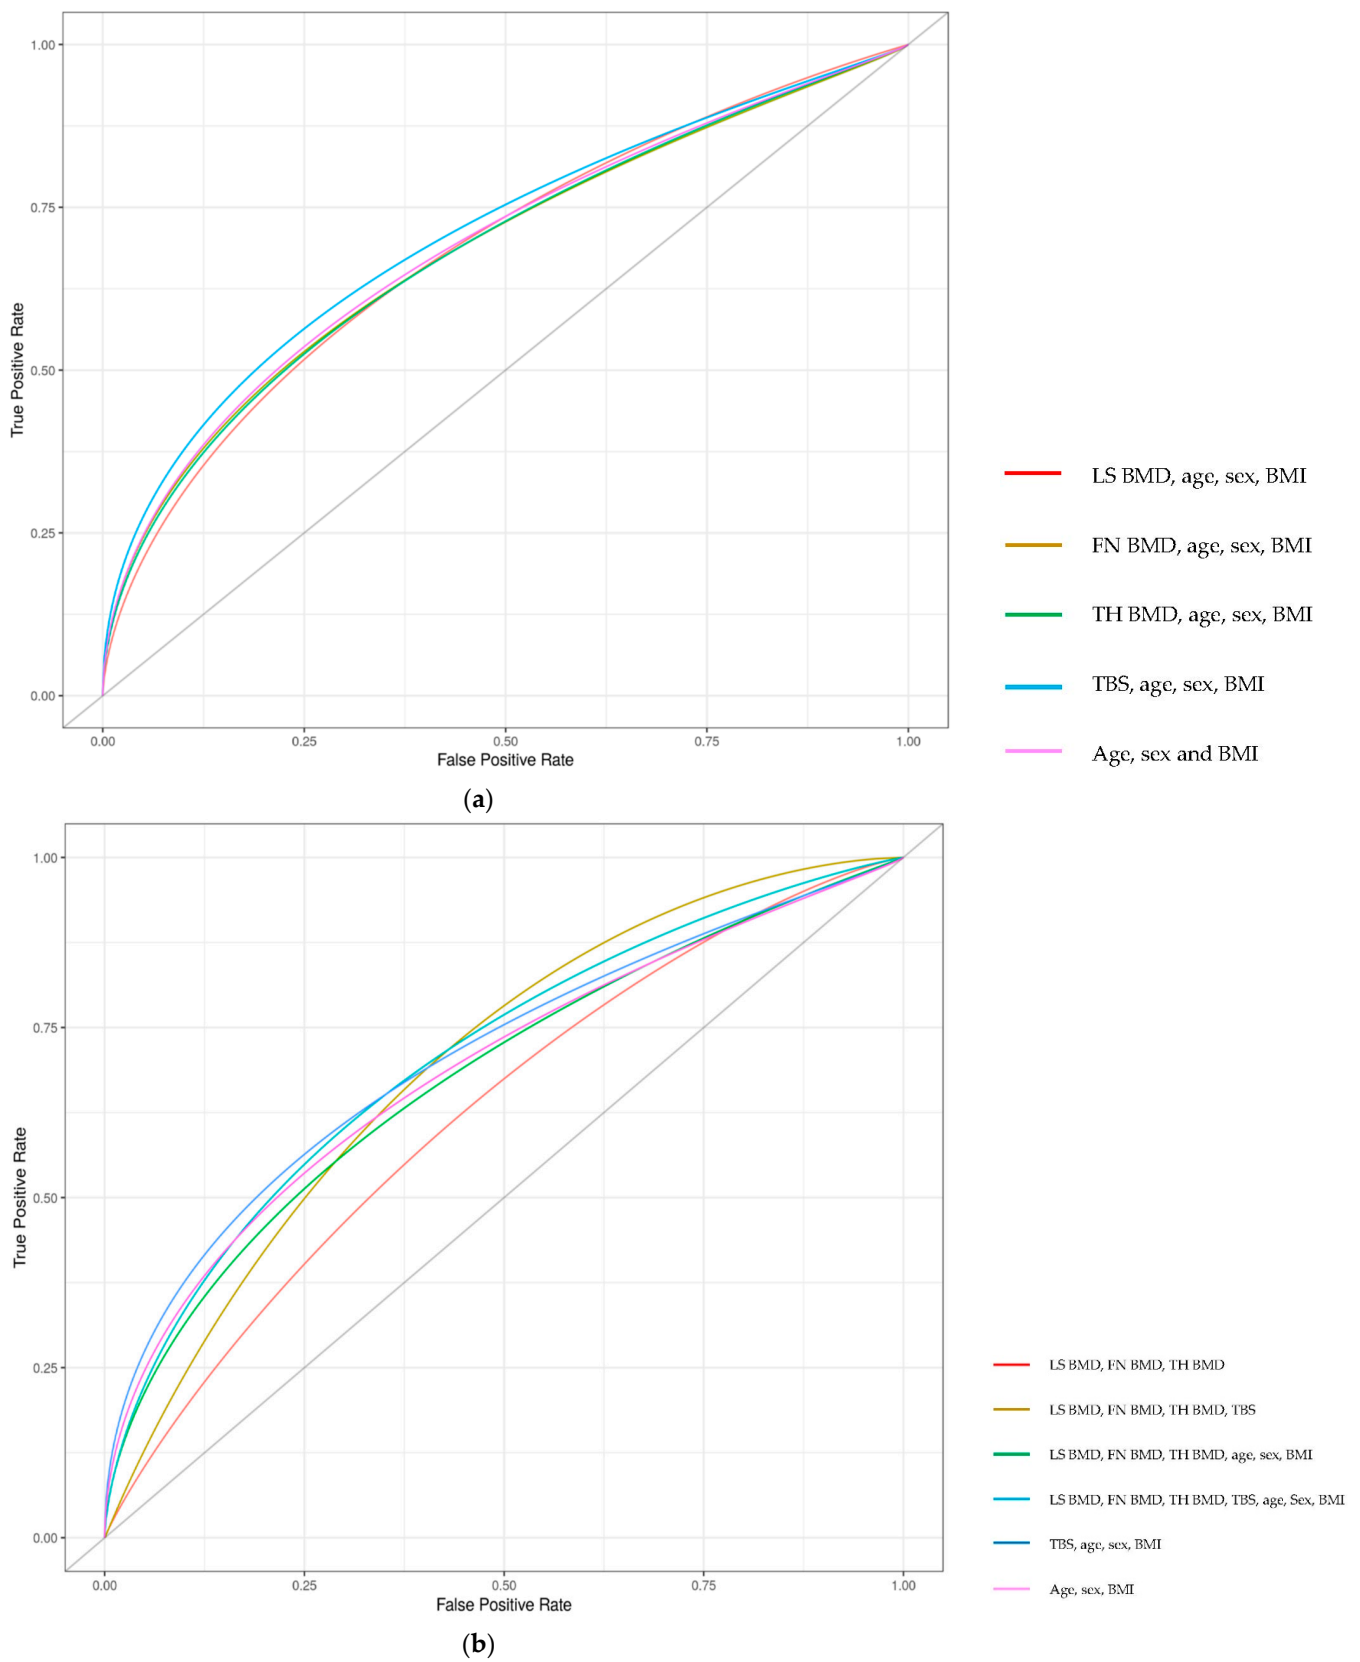 1.00
0.75
0.50
0.25
0.00
True Positive Rate
0.00 0.25 0.50 0.75 1.00
False Positive Rate
LS BMD, age, sex, BMI
FN BMD, age, sex, BMI
TH BMD, age, sex, BMI
TBS, age, sex, BMI
Age, sex and BMI
(a)
1.00
0.75
0.50
0.25
0.00
True Positive Rate
0.00 0.25 0.50 0.75 1.00
False Positive Rate
LS BMD, FN BMD, TH BMD
LS BMD, FN BMD, TH BMD, TBS
LS BMD, FN BMD, TH BMD, age, sex, BMI
LS BMD, FN BMD, TH BMD, TBS, age, Sex, BMI
TBS, age, sex, BMI
Age, sex, BMI
(b)